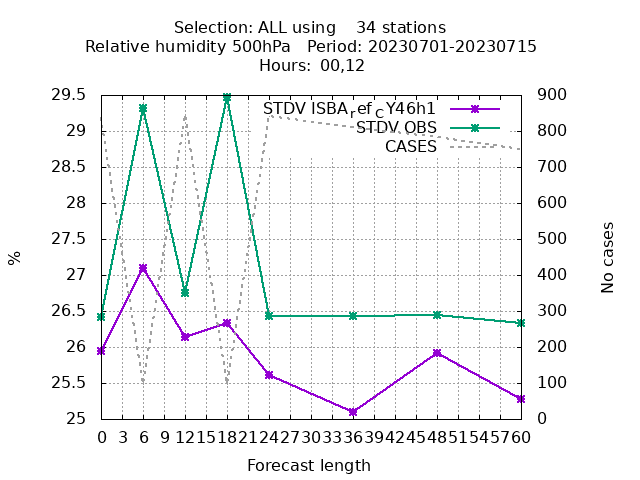 Selection: ALL using    34 stations
Relative humidity 500hPa   Period: 20230701-20230715
Hours: 00,12
STDV ISBA_ref_CY46h1
STDV OBS
CASES
29.5
29
28.5
28
27.5
27
26.5
26
25.5
25
%
900
800
700
600
500
400
300
200
100
0
No cases
0 3 6 9 12 15 18 21 24 27 30 33 36 39 42 45 48 51 54 57 60
Forecast length